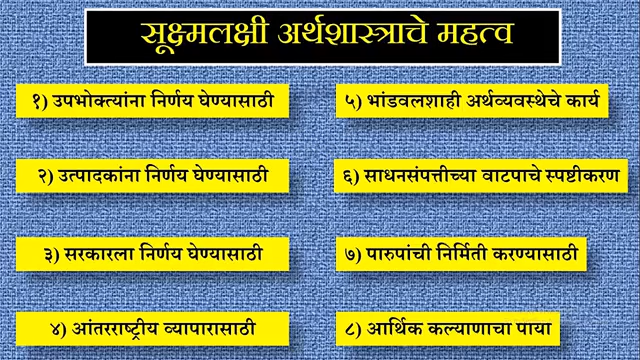 सूक्ष्मलक्षी अर्थशास्त्राचे महत्व
१) उपभोक्त्यांना निर्णय घेण्यासाठी
२) उत्पादकांना निर्णय घेण्यासाठी
३) सरकारला निर्णय घेण्यासाठी
४) आंतरराष्ट्रीय व्यापारासाठी
५) भांडवलशाही अर्थव्यवस्थेचे कार्य
६) साधनसंपत्तीच्या वाटपाचे स्पष्टीकरण
७) पारुपांची निर्मिती करण्यासाठी
८) आर्थिक कल्याणाचा पाया